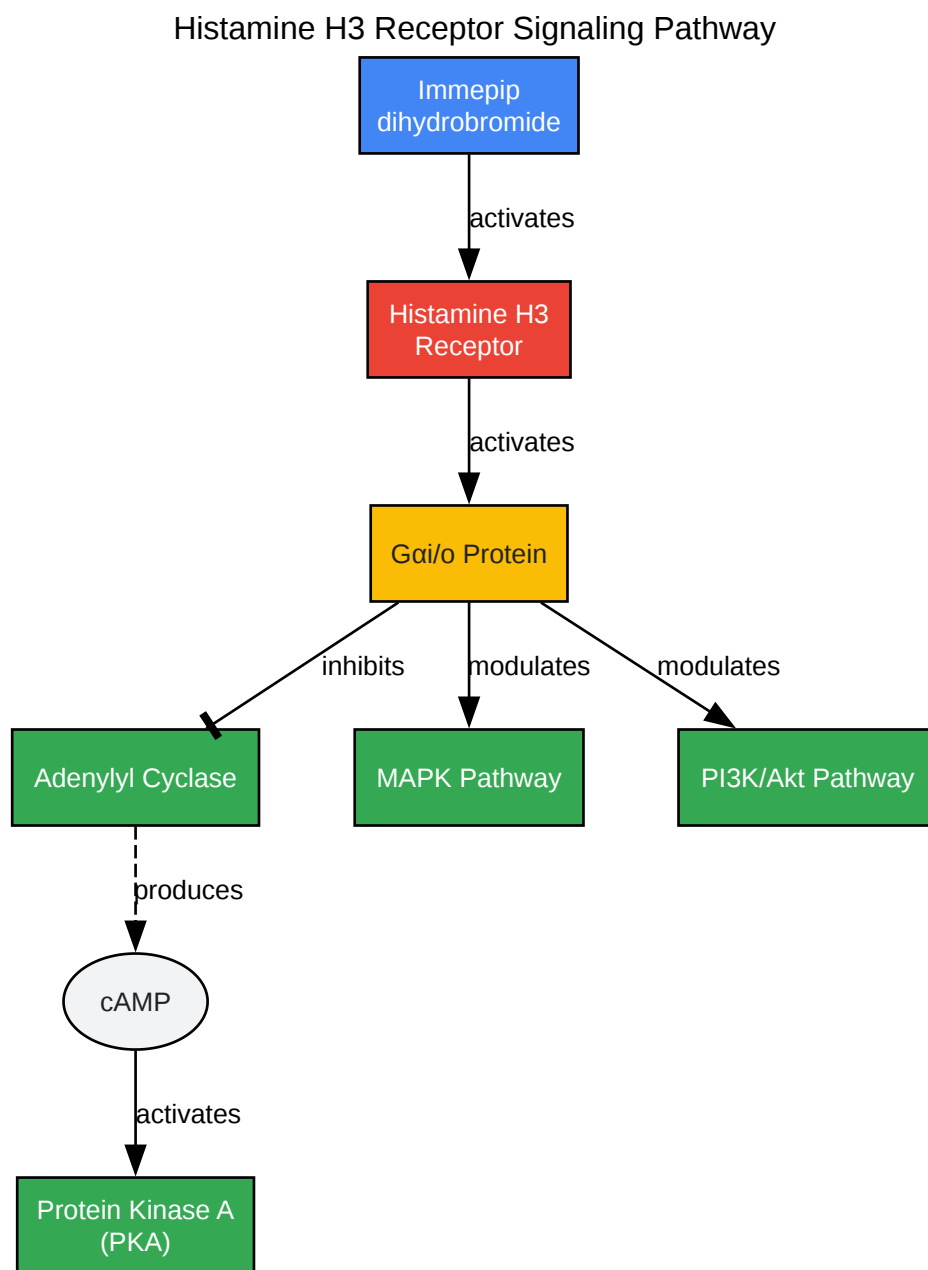 Histamine H3 Receptor Signaling Pathway
Immepip
dihydrobromide
activates
Histamine H3
Receptor
activates
Gαi/o Protein
inhibits
modulates
modulates
Adenylyl Cyclase
MAPK Pathway
PI3K/Akt Pathway
produces
cAMP
activates
Protein Kinase A
(PKA)